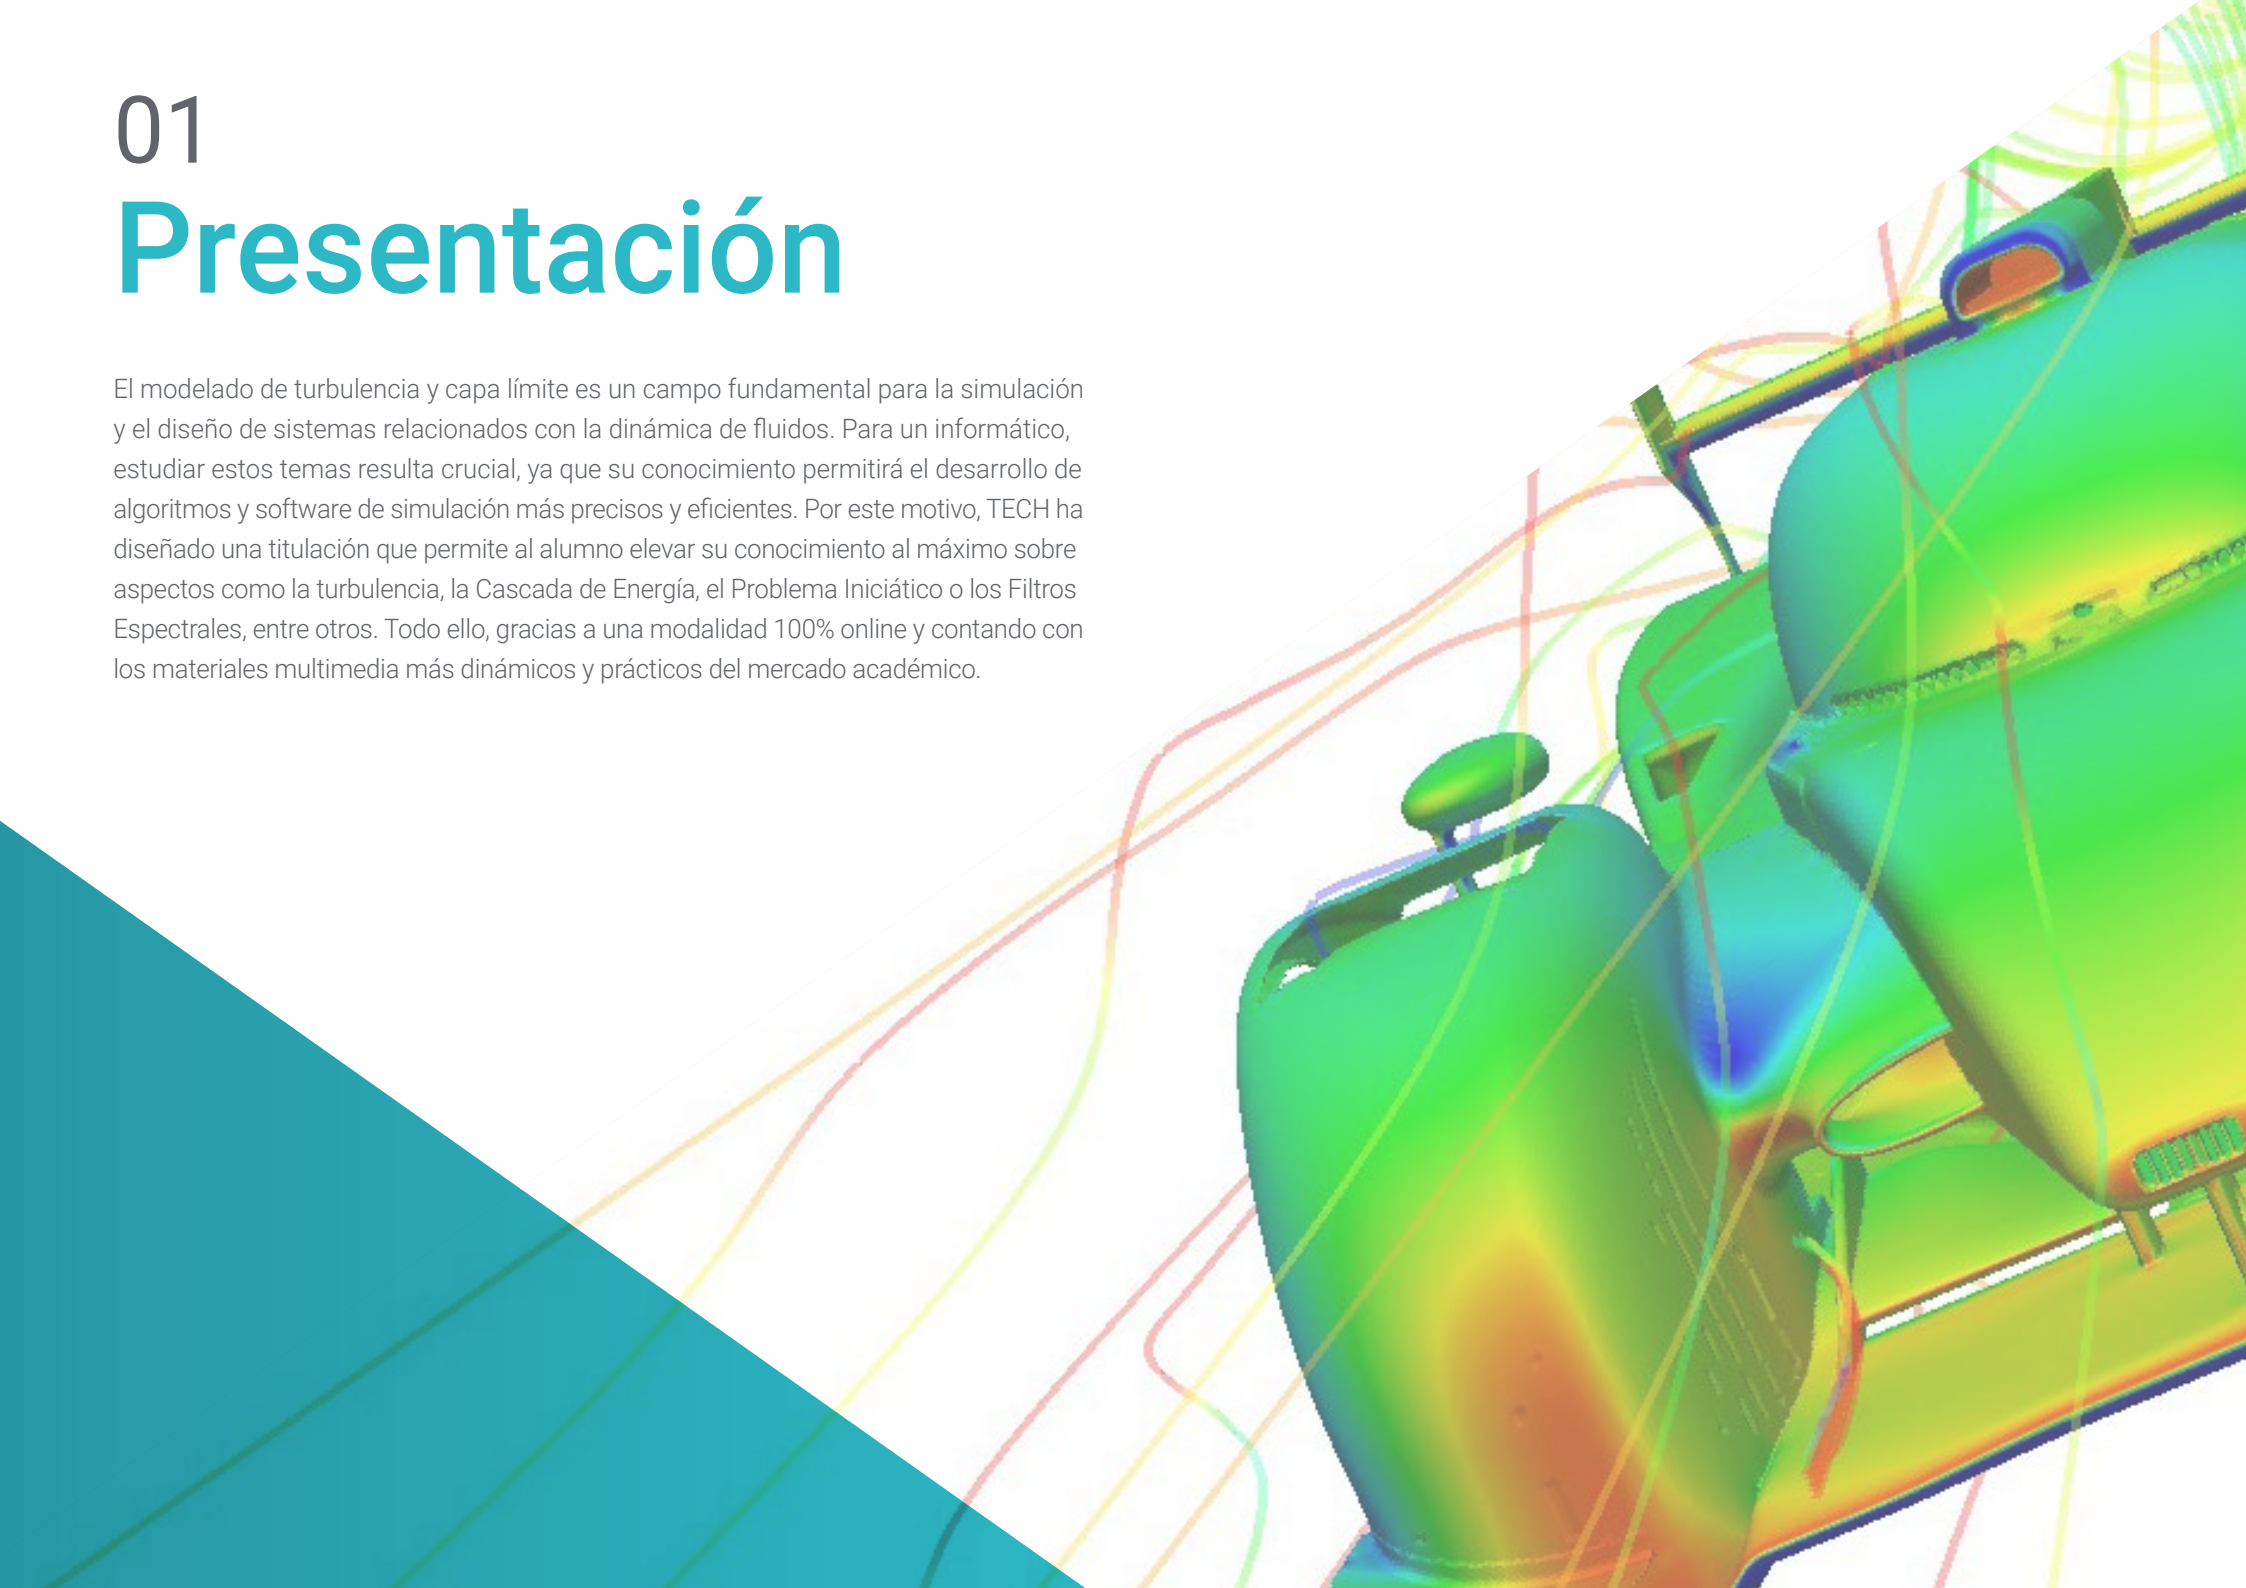 01
Presentación
El modelado de turbulencia y capa límite es un campo fundamental para la simulación
y el diseño de sistemas relacionados con la dinámica de fluidos. Para un informático,
estudiar estos temas resulta crucial, ya que su conocimiento permitirá el desarrollo de
algoritmos y software de simulación más precisos y eficientes. Por este motivo, TECH ha
diseñado una titulación que permite al alumno elevar su conocimiento al máximo sobre
aspectos como la turbulencia, la Cascada de Energía, el Problema Iniciático o los Filtros
Espectrales, entre otros. Todo ello, gracias a una modalidad 100% online y contando con
los materiales multimedia más dinámicos y prácticos del mercado académico.